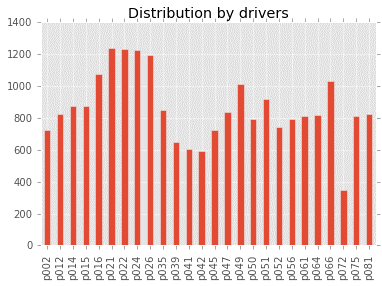 Distribution by drivers
1400
1200
1000
800
600
400
200
0
p002
p012
p014
p015
p016
p021
p022
p024
p026
p035
p039
p041
p042
p045
p047
p049
p050
p051
p052
p056
p061
p064
p066
p072
p075
p081